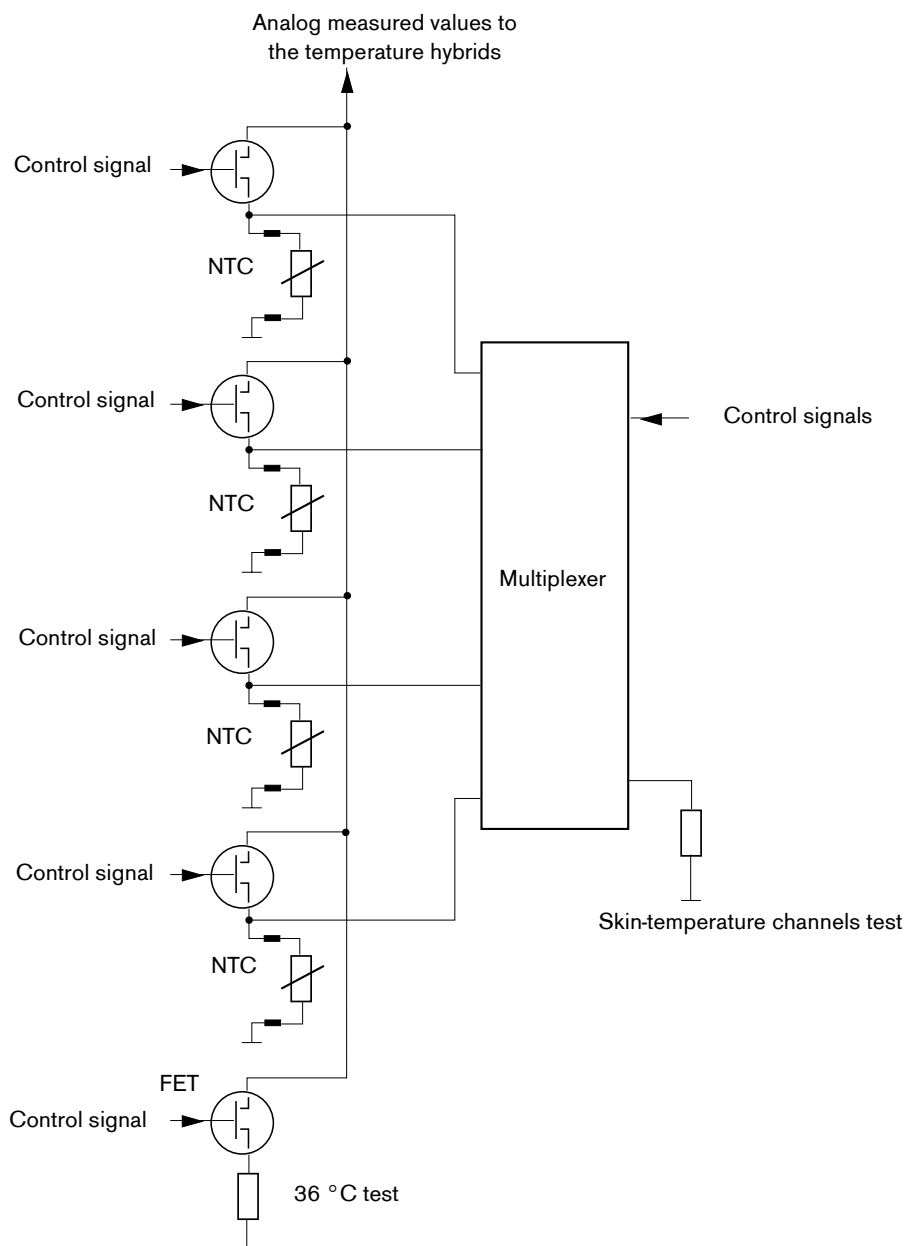 Analog measured values to
the temperature hybrids
Control signal
NTC
Control signal
Control signals
NTC
Multiplexer
Control signal
NTC
Control signal
Skin-temperature channels test
NTC
FET
Control signal
36 °C test